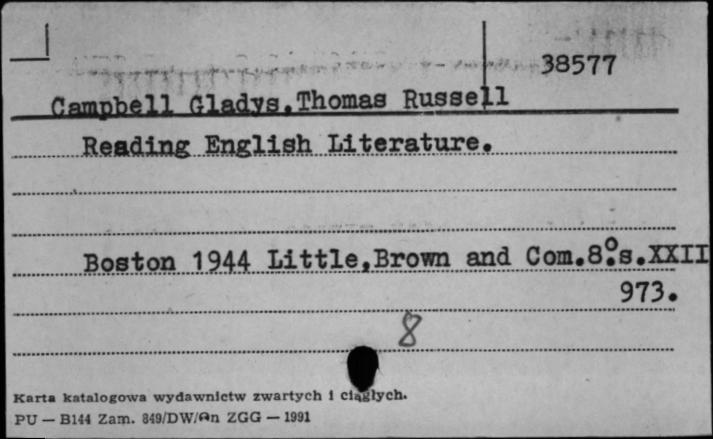 38577
Campbell Gladys,Thomas Russell
Reading English Literature.
Boston 1944 Little,Brown and Com.8°.s.XXII
973.
8
Karta katalogowa wydawnictw zwartych i ciągłych.
PU — B144 Zam. 849/DW/An ZGG — 1991